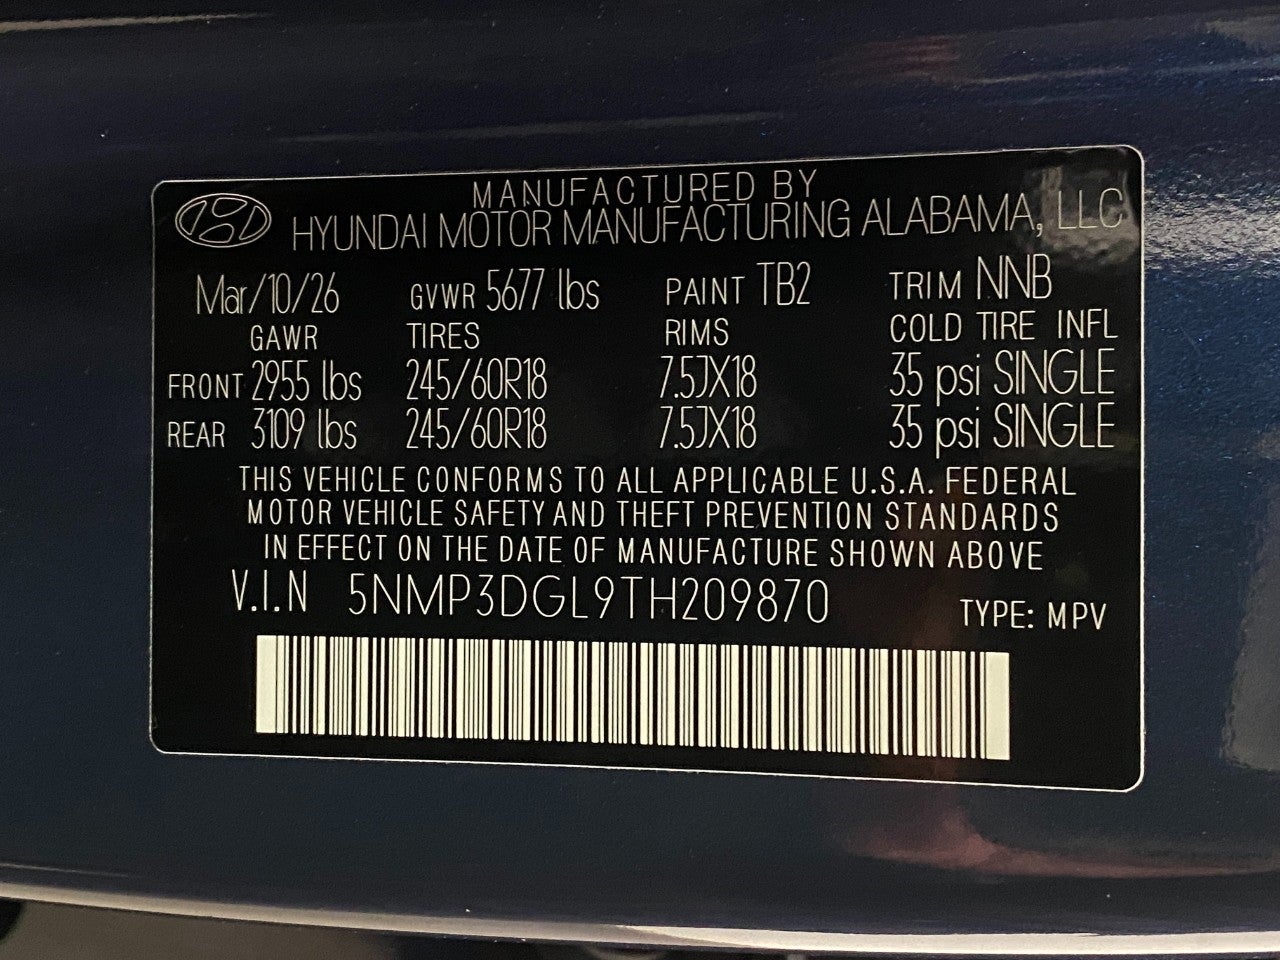 MANUFACTURED BY
HYUNDAI MOTOR MANUFACTURING ALABAMA, LLC
Mar/10/26 GVWR 5677 lbs PAINT TB2 TRIM NNB
GAWR TIRES RIMS COLD TIRE INFL
FRONT 2955 lbs 245/60R18 7.5JX18 35 psi SINGLE
REAR 3109 lbs 245/60R18 7.5JX18 35 psi SINGLE
THIS VEHICLE CONFORMS TO ALL APPLICABLE U.S.A. FEDERAL
MOTOR VEHICLE SAFETY AND THEFT PREVENTION STANDARDS
IN EFFECT ON THE DATE OF MANUFACTURE SHOWN ABOVE
V.I.N 5NMP3DGL9TH209870 TYPE: MPV